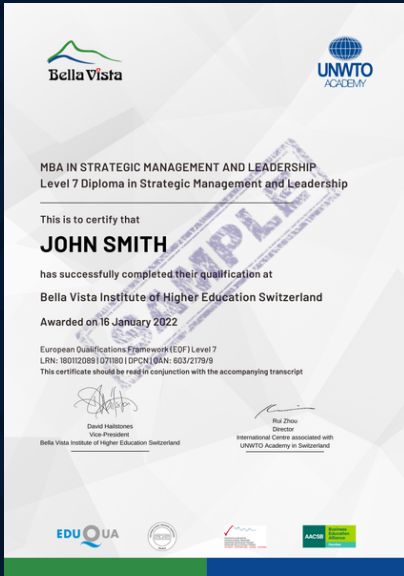 Bella Vista
UNWTO
ACADEMY
MBA IN STRATEGIC MANAGEMENT AND LEADERSHIP
Level 7 Diploma in Strategic Management and Leadership
This is to certify that
JOHN SMITH
has successfully completed their qualification at
Bella Vista Institute of Higher Education Switzerland
Awarded on 16 January 2022
SAMPLE
European Qualifications Framework (EQF) Level 7
LRN: 180112089 | 071180 | DPCN | QAN: 603/2179/9
This certificate should be read in conjunction with the accompanying transcript
David Hailstones
Vice-President
Bella Vista Institute of Higher Education Switzerland
Rui Zhou
Director
International Centre associated with
UNWTO Academy in Switzerland
EDUQUA
AACSB
Business
Education
Alliance
Member